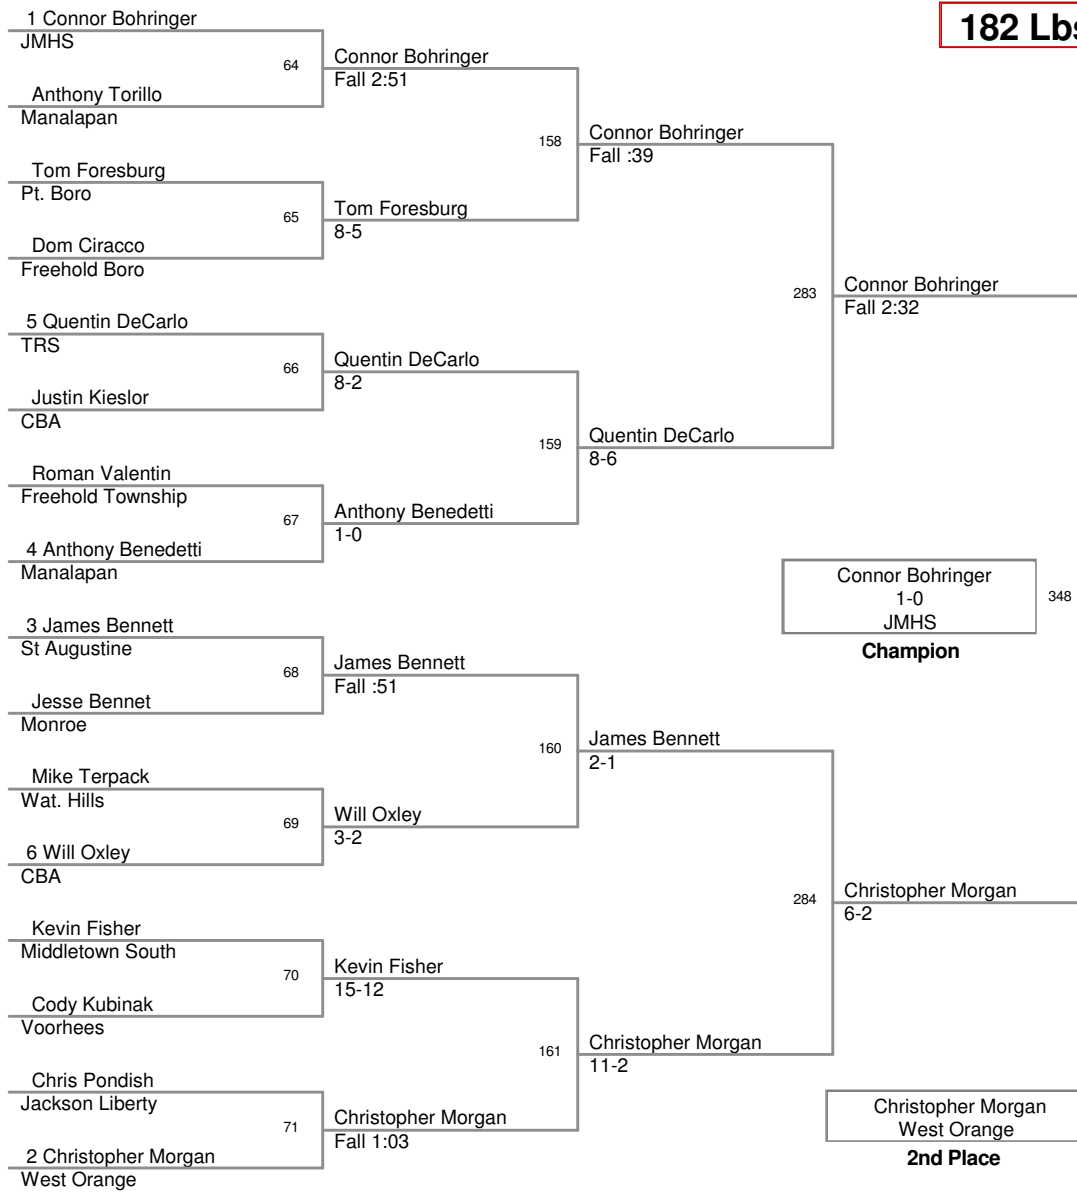 182 Lbs
1 Connor Bohringer
JMHS
64
Anthony Torillo
Manalapan
Connor Bohringer
Fall 2:51
158
Tom Foresburg
Pt. Boro
65
Dom Ciracco
Freehold Boro
Tom Foresburg
8-5
Connor Bohringer
Fall :39
283
5 Quentin DeCarlo
TRS
66
Justin Kieslor
CBA
Quentin DeCarlo
8-2
159
Roman Valentin
Freehold Township
67
4 Anthony Benedetti
Manalapan
Anthony Benedetti
1-0
Quentin DeCarlo
8-6
Connor Bohringer
Fall 2:32
Connor Bohringer
1-0
JMHS
348
Champion
3 James Bennett
St Augustine
68
Jesse Bennet
Monroe
James Bennett
Fall :51
160
Mike Terpack
Wat. Hills
69
6 Will Oxley
CBA
Will Oxley
3-2
James Bennett
2-1
284
Kevin Fisher
Middletown South
70
Cody Kubinak
Voorhees
Kevin Fisher
15-12
161
Chris Pondish
Jackson Liberty
71
2 Christopher Morgan
West Orange
Christopher Morgan
Fall 1:03
Christopher Morgan
11-2
Christopher Morgan
6-2
Christopher Morgan
West Orange
2nd Place